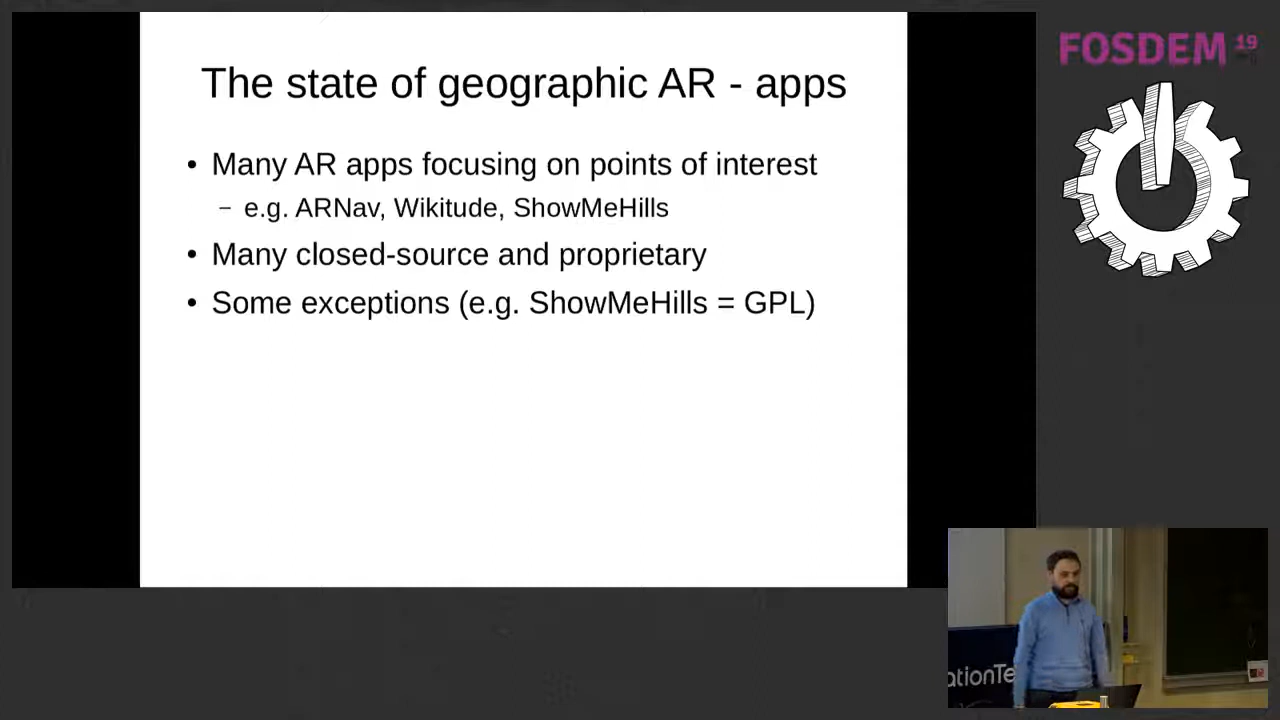 The state of geographic AR - apps
• Many AR apps focusing on points of interest
– e.g. ARNav, Wikitude, ShowMeHills
• Many closed-source and proprietary
• Some exceptions (e.g. ShowMeHills = GPL)
FOSDEM 19
ationTe